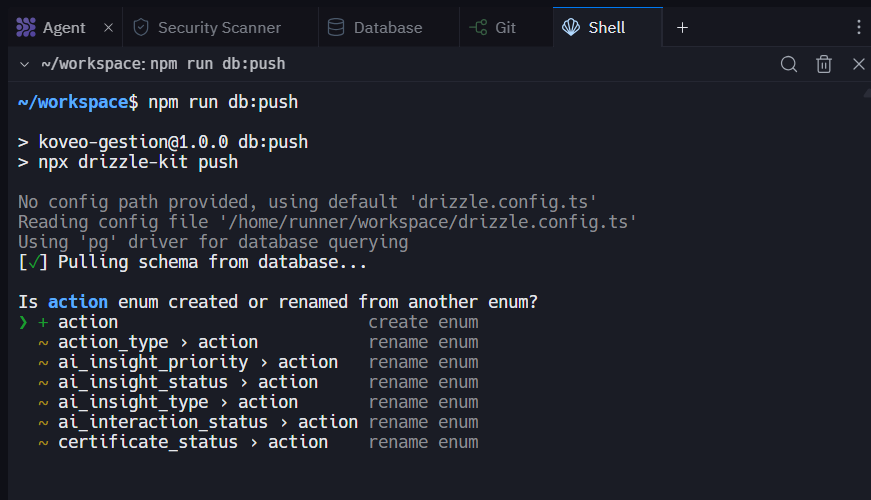 Agent × Security Scanner Database Git Shell +
~/workspace: npm run db:push
~/workspace$ npm run db:push
> koveo-gestion@1.0.0 db:push
> npx drizzle-kit push
No config path provided, using default 'drizzle.config.ts'
Reading config file '/home/runner/workspace/drizzle.config.ts'
Using 'pg' driver for database querying
[✓] Pulling schema from database...
Is action enum created or renamed from another enum?
❯ + action create enum
~ action_type › action rename enum
~ ai_insight_priority › action rename enum
~ ai_insight_status › action rename enum
~ ai_insight_type › action rename enum
~ ai_interaction_status › action rename enum
~ certificate_status › action rename enum